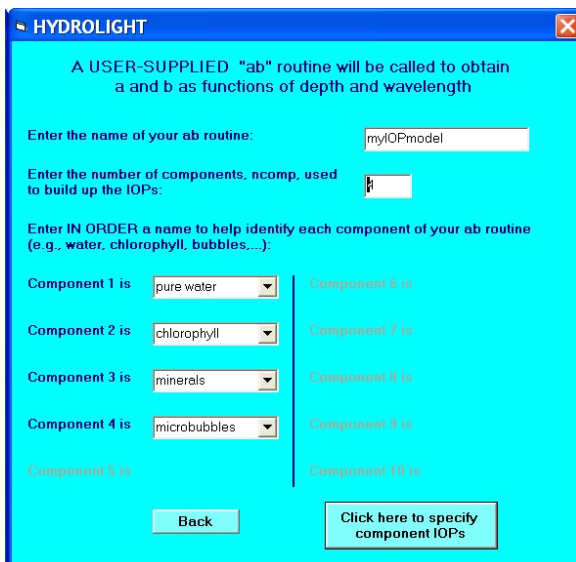 HYDROLIGHT
A USER-SUPPLIED "ab" routine will be called to obtain
a and b as functions of depth and wavelength
Enter the name of your ab routine:
myIOPmodel
Enter the number of components, ncomp, used
to build up the IOPs:
4
Enter IN ORDER a name to help identify each component of your ab routine
(e.g., water, chlorophyll, bubbles,...):
Component 1 is
pure water
Component 2 is
chlorophyll
Component 3 is
minerals
Component 4 is
microbubbles
Component 5 is
Component 6 is
Component 7 is
Component 8 is
Component 9 is
Component 10 is
Back
Click here to specify
component IOPs